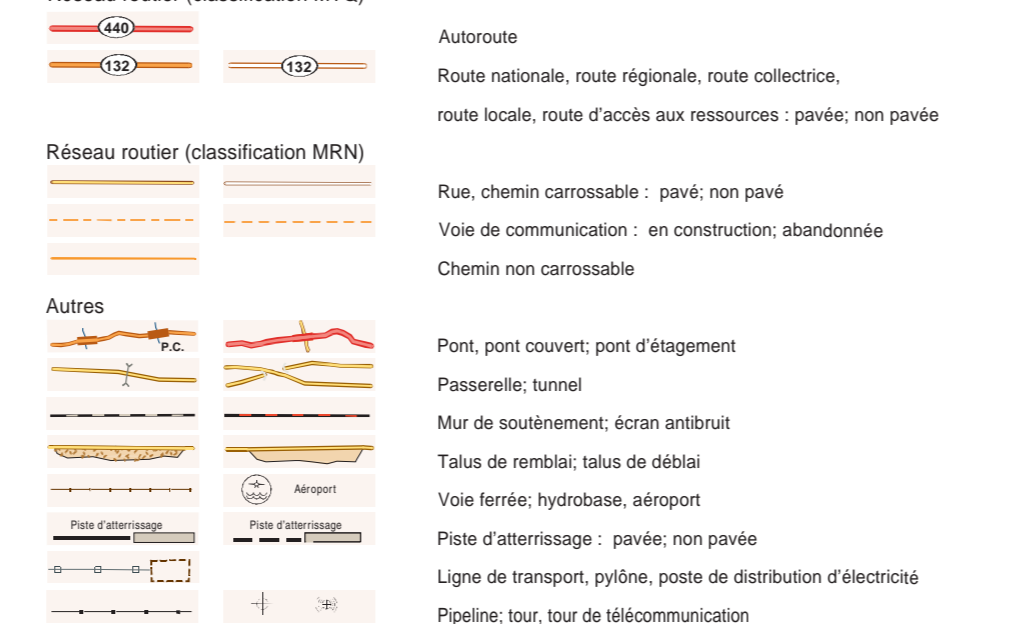 Réseau routier (classification MTQ)
440
Autoroute
132
132
Route nationale, route régionale, route collectrice,
route locale, route d'accès aux ressources : pavée; non pavée
Réseau routier (classification MRN)
Rue, chemin carrossable : pavé; non pavé
Voie de communication : en construction; abandonnée
Chemin non carrossable
Autres
P.C.
Pont, pont couvert; pont d'étagement
Passerelle; tunnel
Mur de soutènement; écran antibruit
Talus de remblai; talus de déblai
Aéroport
Voie ferrée; hydrobase, aéroport
Piste d'atterrissage
Piste d'atterrissage
Piste d'atterrissage : pavée; non pavée
Ligne de transport, pylône, poste de distribution d'électricité
Pipeline; tour, tour de télécommunication